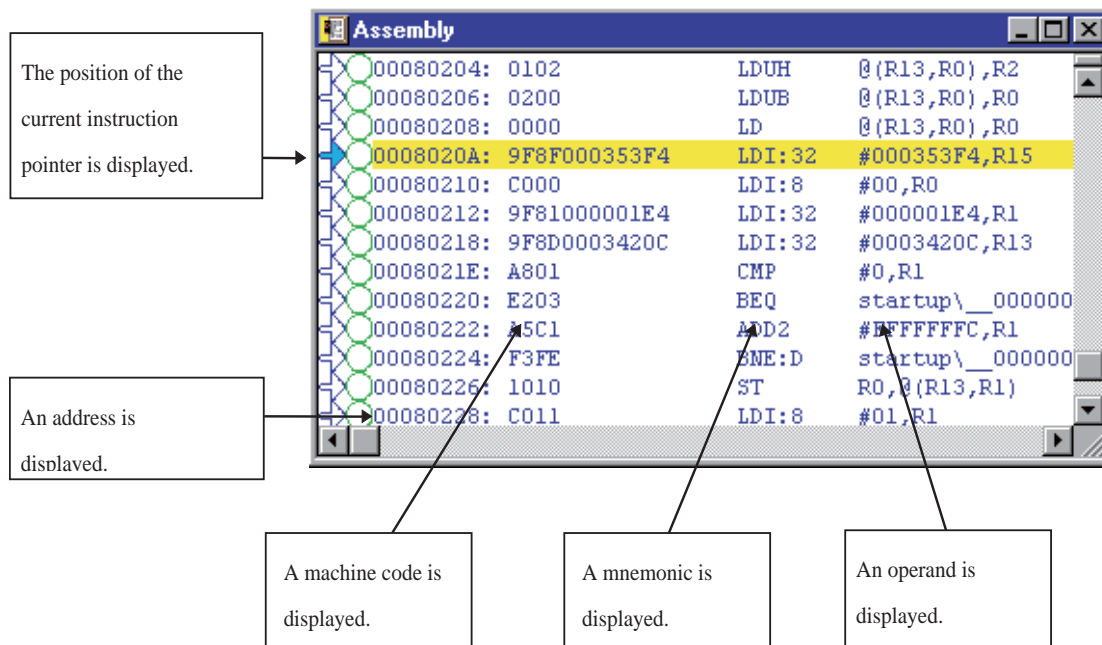 Assembly
The position of the
current instruction
pointer is displayed.
00080204: 0102 LDUH @(R13,R0),R2
00080206: 0200 LDUB @(R13,R0),R0
00080208: 0000 LD @(R13,R0),R0
0008020A: 9F8F000353F4 LDI:32 #000353F4,R15
00080210: C000 LDI:8 #00,R0
00080212: 9F81000001E4 LDI:32 #000001E4,R1
00080218: 9F8D0003420C LDI:32 #0003420C,R13
0008021E: A801 CMP #0,R1
00080220: E203 BEQ startup\__000000
00080222: A5C1 ADD2 #FFFFFFFC,R1
00080224: F3FE BNE:D startup\__000000
00080226: 1010 ST R0,@(R13,R1)
00080228: C011 LDI:8 #01,R1
An address is
displayed.
A machine code is
displayed.
A mnemonic is
displayed.
An operand is
displayed.